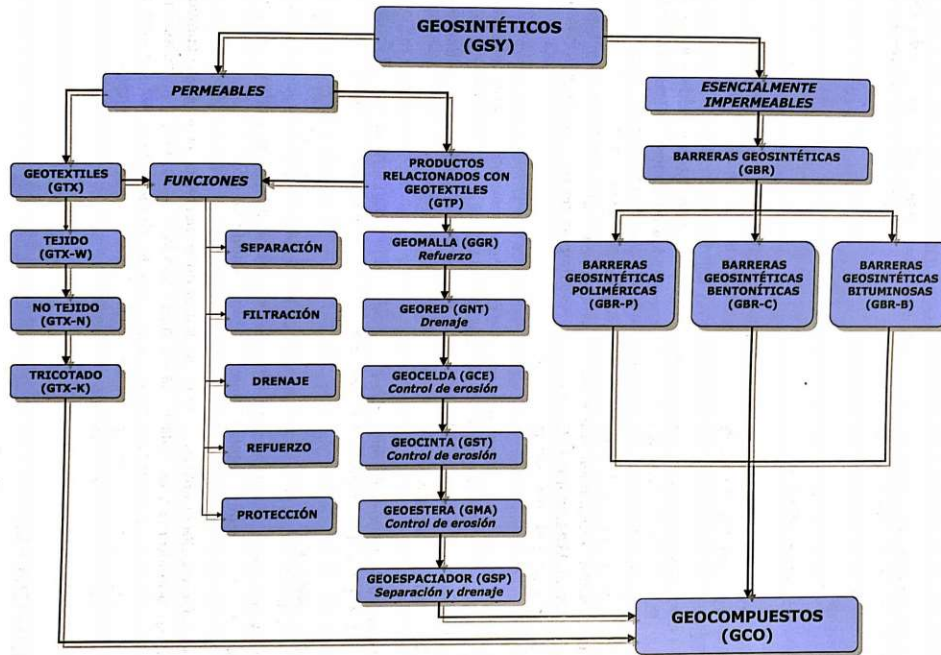 GEOSINTÉTICOS
(GSY)
PERMEABLES
ESENCIALMENTE
IMPERMEABLES
GEOTEXTILES
(GTX)
FUNCIONES
PRODUCTOS
RELACIONADOS CON
GEOTEXTILES
(GTP)
BARRERAS GEOSINTÉTICAS
(GBR)
TEJIDO
(GTX-W)
NO TEJIDO
(GTX-N)
TRICOTADO
(GTX-K)
SEPARACIÓN
FILTRACIÓN
DRENAJE
REFUERZO
PROTECCIÓN
GEOMALLA (GGR)
Refuerzo
GEORED (GNT)
Drenaje
GEOCELDA (GCE)
Control de erosión
GEOCINTA (GST)
Control de erosión
GEOESTERA (GMA)
Control de erosión
GEOESPACIADOR (GSP)
Separación y drenaje
BARRERAS
GEOSINTÉTICAS
POLIMÉRICAS
(GBR-P)
BARRERAS
GEOSINTÉTICAS
BENTONÍTICAS
(GBR-C)
BARRERAS
GEOSINTÉTICAS
BITUMINOSAS
(GBR-B)
GEOCOMPUESTOS
(GCO)